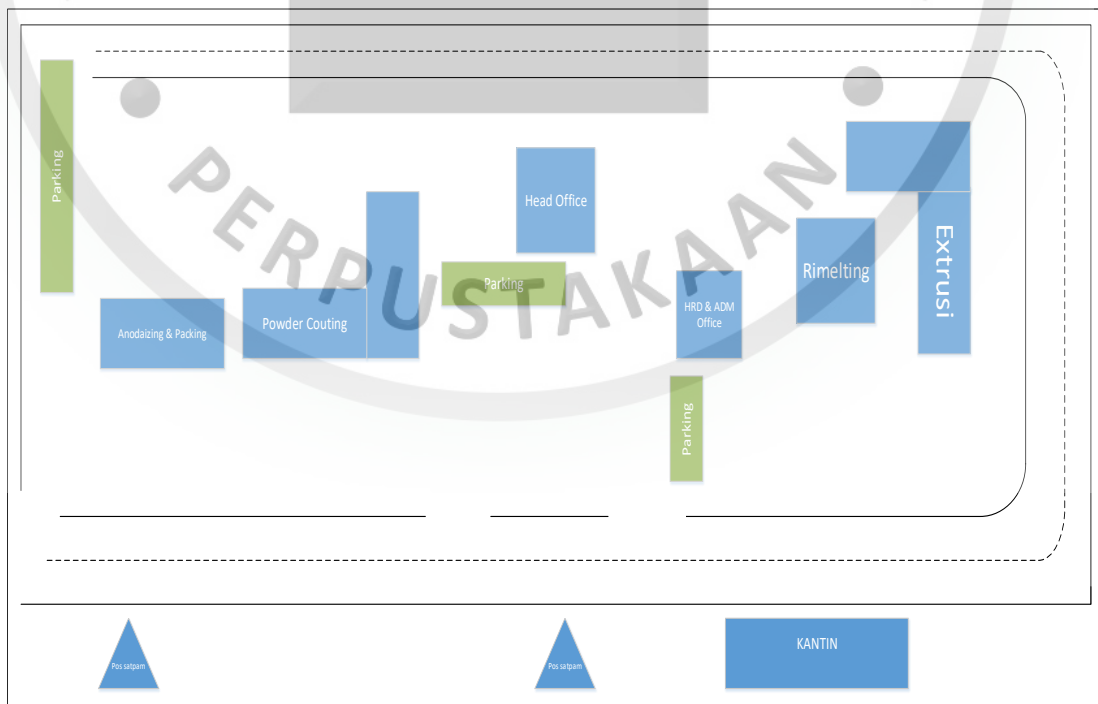 Parking
PERPUSTAKAAN
Head Office
Extrusi
Rimelting
Parking
HRD & ADM
Office
Powder Couting
Anodaizing & Packing
Parking
Pos satpam
Pos satpam
KANTIN